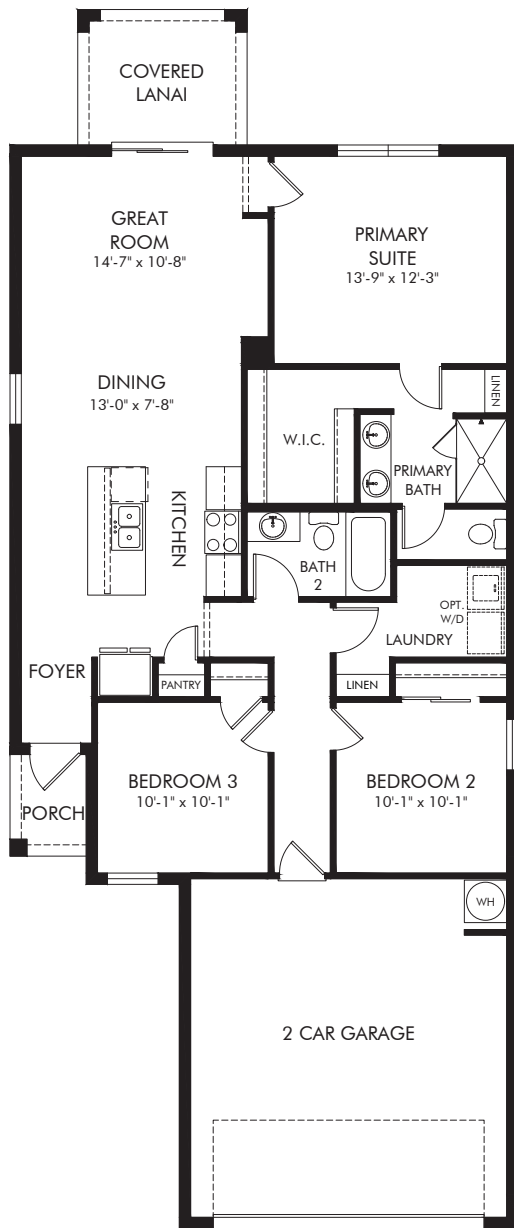 COVERED
LANAI
GREAT
ROOM
14'-7" x 10'-8"
PRIMARY
SUITE
13'-9" x 12'-3"
DINING
13'-0" x 7'-8"
LINEN
W.I.C.
PRIMARY
BATH
KITCHEN
BATH
2
OPT.
W/D
LAUNDRY
FOYER
PANTRY
LINEN
BEDROOM 3
10'-1" x 10'-1"
BEDROOM 2
10'-1" x 10'-1"
PORCH
WH
2 CAR GARAGE